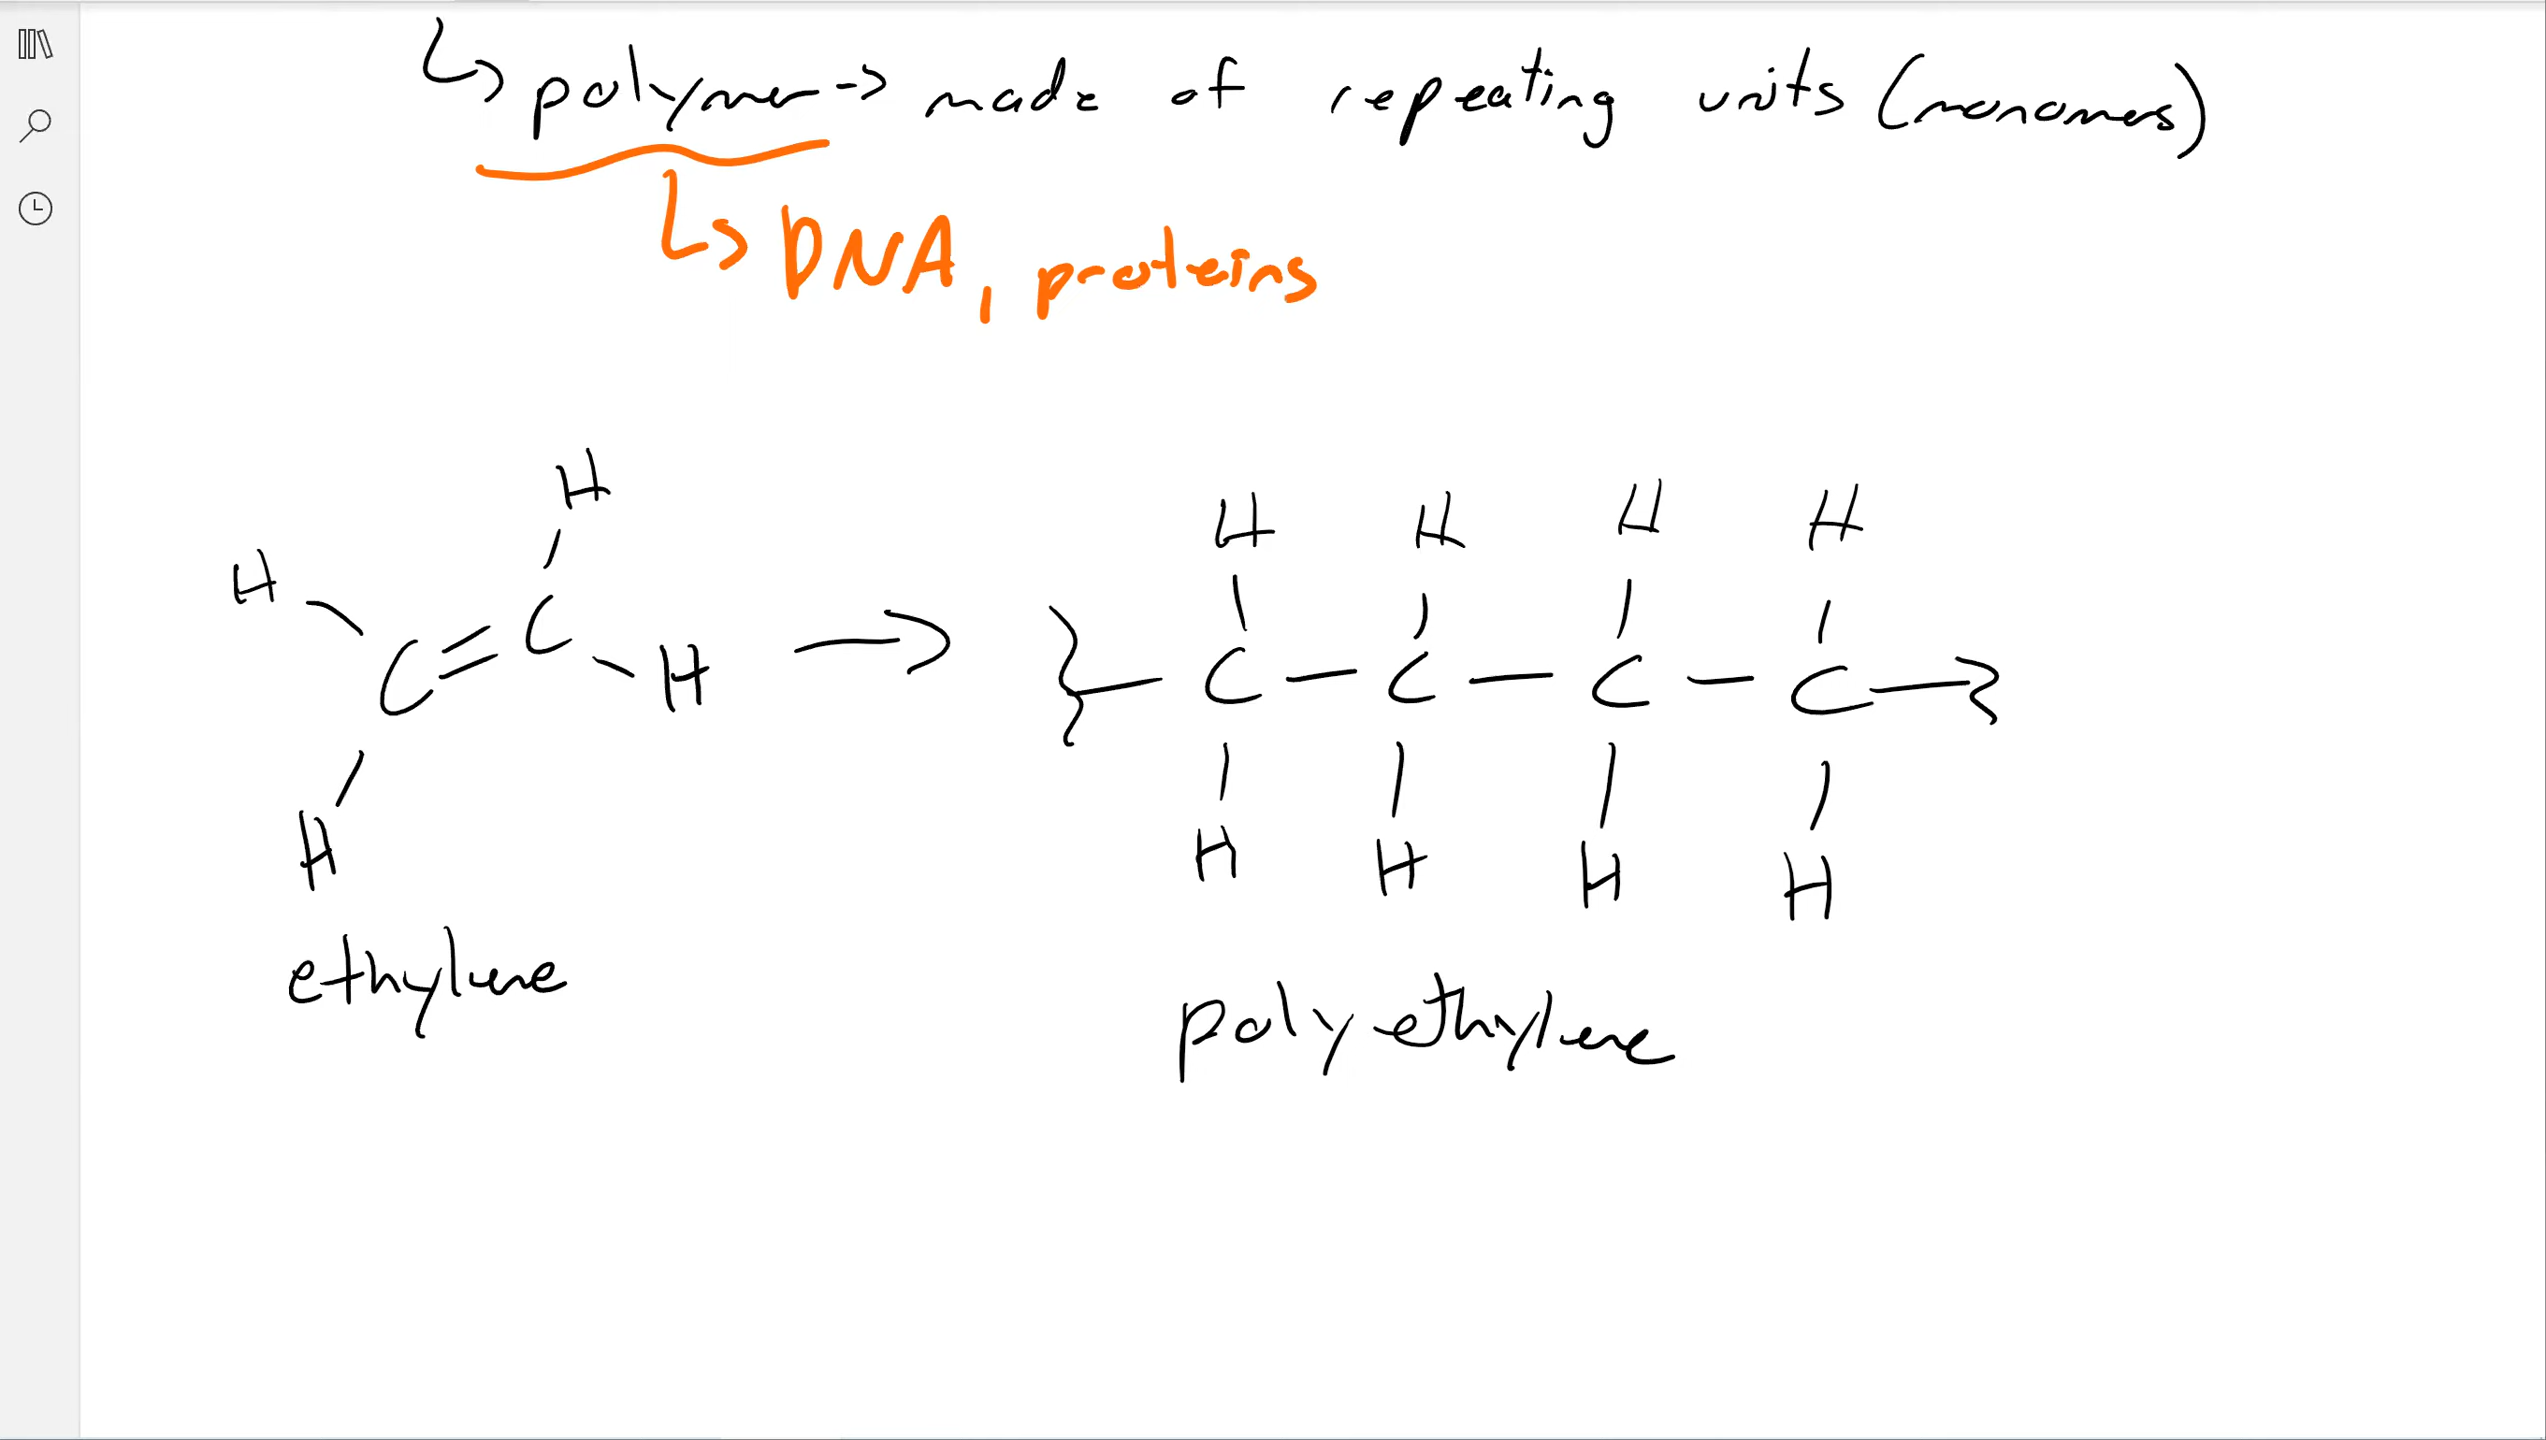 ↳ polymer -> made of repeating units (monomers)
↳ DNA, proteins
H
H H H H H
H
C = C → C - C - C - C
H
H H H H H
ethylene
polyethylene